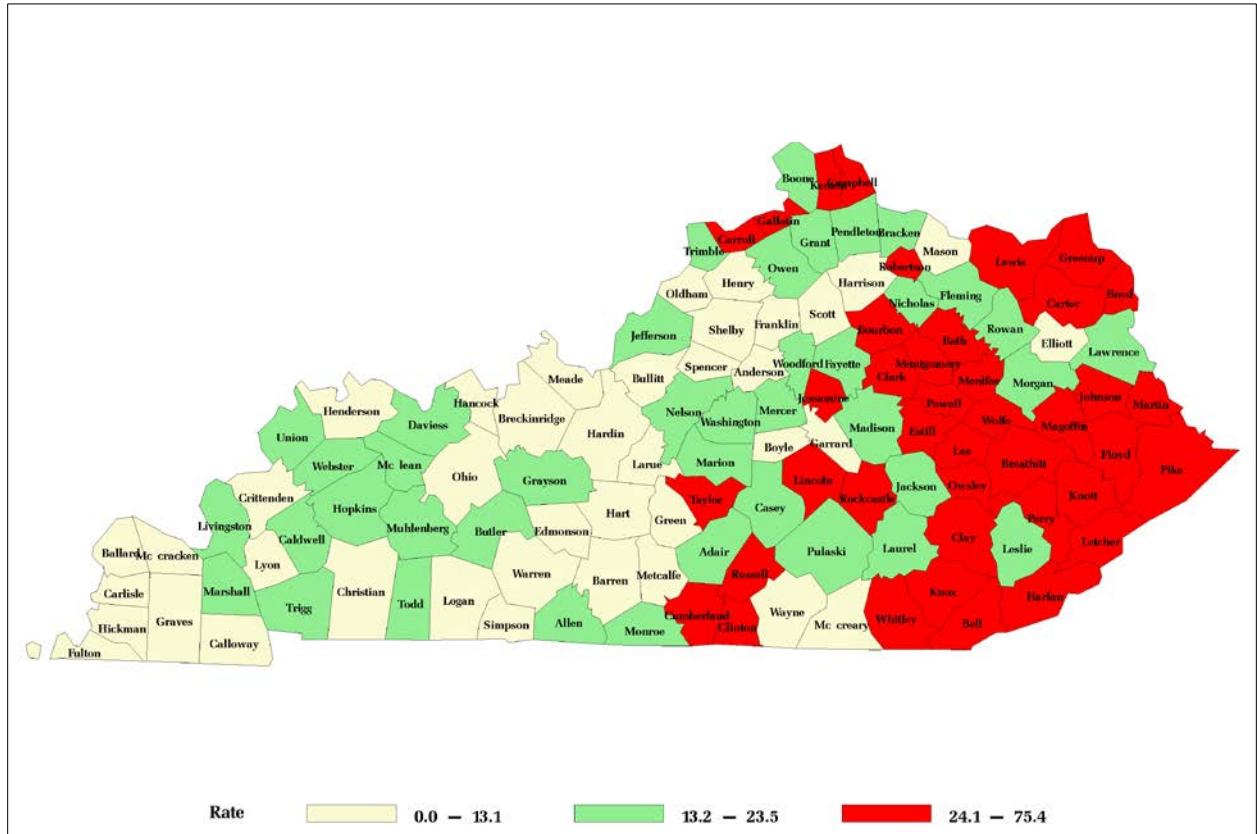 Boone
Kenton
Campbell
Gallatin
Carroll
Grant
Pendleton
Bracken
Trimble
Owen
Mason
Robertson
Lewis
Greenup
Henry
Harrison
Oldham
Nicholas
Fleming
Carter
Boyd
Scott
Shelby
Franklin
Jefferson
Bourbon
Bath
Rowan
Elliott
Lawrence
Spencer
Anderson
Woodford
Fayette
Montgomery
Clark
Menifee
Morgan
Meade
Bullitt
Jessamine
Johnson
Martin
Hancock
Henderson
Breckinridge
Nelson
Washington
Mercer
Powell
Daviess
Hardin
Madison
Estill
Wolfe
Magoffin
Union
Boyle
Garrard
Lee
Floyd
Webster
Mc lean
Ohio
Larue
Marion
Breathitt
Pike
Grayson
Lincoln
Rockcastle
Jackson
Owsley
Knott
Crittenden
Taylor
Hopkins
Casey
Livingston
Muhlenberg
Hart
Green
Perry
Caldwell
Butler
Edmonson
Clay
Letcher
Ballard
Mc cracken
Adair
Pulaski
Laurel
Leslie
Lyon
Warren
Barren
Metcalfe
Russell
Carlisle
Marshall
Christian
Knox
Harlan
Trigg
Todd
Logan
Hickman
Graves
Simpson
Allen
Monroe
Cumberland
Clinton
Wayne
Mc creary
Whitley
Bell
Calloway
Fulton
Rate 0.0 – 13.1 13.2 – 23.5 24.1 – 75.4